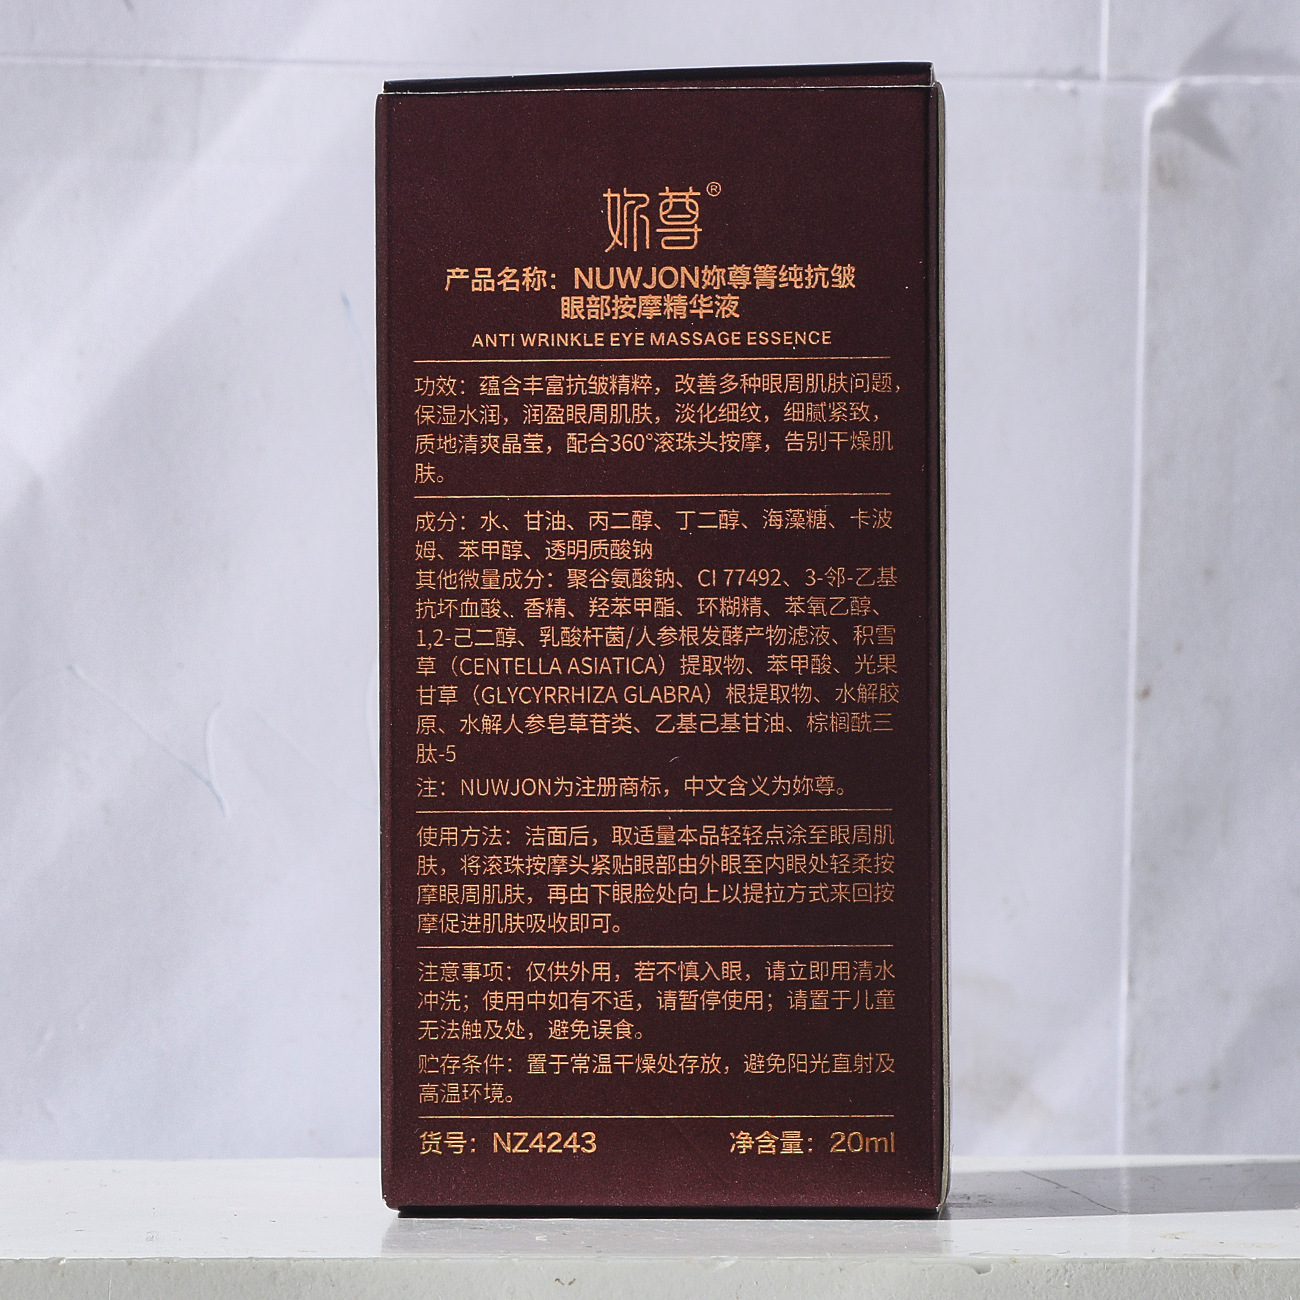 妳尊®
产品名称：NUWJON妳尊箐纯抗皱
眼部按摩精华液
ANTI WRINKLE EYE MASSAGE ESSENCE
功效：蕴含丰富抗皱精粹，改善多种眼周肌肤问题，
保湿水润，润盈眼周肌肤，淡化细纹，细腻紧致，
质地清爽晶莹，配合360°滚珠头按摩，告别干燥肌
肤。
成分：水、甘油、丙二醇、丁二醇、海藻糖、卡波
姆、苯甲醇、透明质酸钠
其他微量成分：聚谷氨酸钠、CI 77492、3-邻-乙基
抗坏血酸、香精、羟苯甲酯、环糊精、苯氧乙醇、
1,2-己二醇、乳酸杆菌/人参根发酵产物滤液、积雪
草（CENTELLA ASIATICA）提取物、苯甲酸、光果
甘草（GLYCYRRHIZA GLABRA）根提取物、水解胶
原、水解人参皂草苷类、乙基己基甘油、棕榈酰三
肽-5
注：NUWJON为注册商标，中文含义为妳尊。
使用方法：洁面后，取适量本品轻轻点涂至眼周肌
肤，将滚珠按摩头紧贴眼部由外眼至内眼处轻柔按
摩眼周肌肤，再由下眼脸处向上以提拉方式来回按
摩促进肌肤吸收即可。
注意事项：仅供外用，若不慎入眼，请立即用清水
冲洗；使用中如有不适，请暂停使用；请置于儿童
无法触及处，避免误食。
贮存条件：置于常温干燥处存放，避免阳光直射及
高温环境。
货号：NZ4243 净含量：20ml